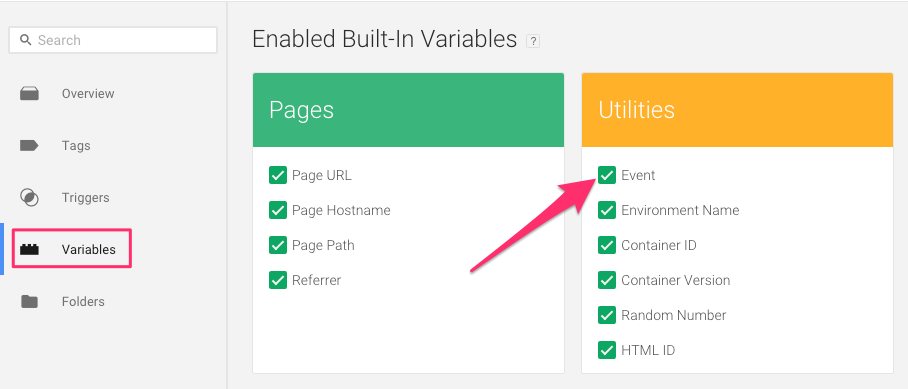 Search
Overview
Tags
Triggers
Variables
Folders
Enabled Built-In Variables ?
Pages
Page URL
Page Hostname
Page Path
Referrer
Utilities
Event
Environment Name
Container ID
Container Version
Random Number
HTML ID